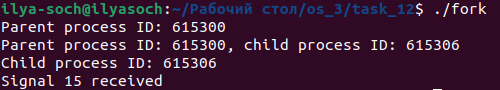 ilya-soch@ilyasoch:~/Рабочий стол/os_3/task_12$ ./fork
Parent process ID: 615300
Parent process ID: 615300, child process ID: 615306
Child process ID: 615306
Signal 15 received